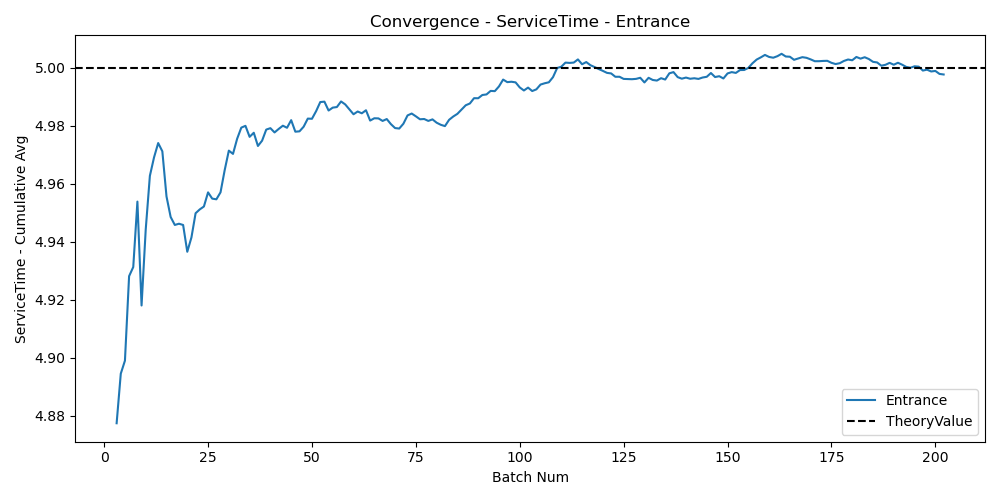 Convergence - ServiceTime - Entrance
ServiceTime - Cumulative Avg
5.00
4.98
4.96
4.94
4.92
4.90
4.88
0 25 50 75 100 125 150 175 200
Batch Num
Entrance
TheoryValue